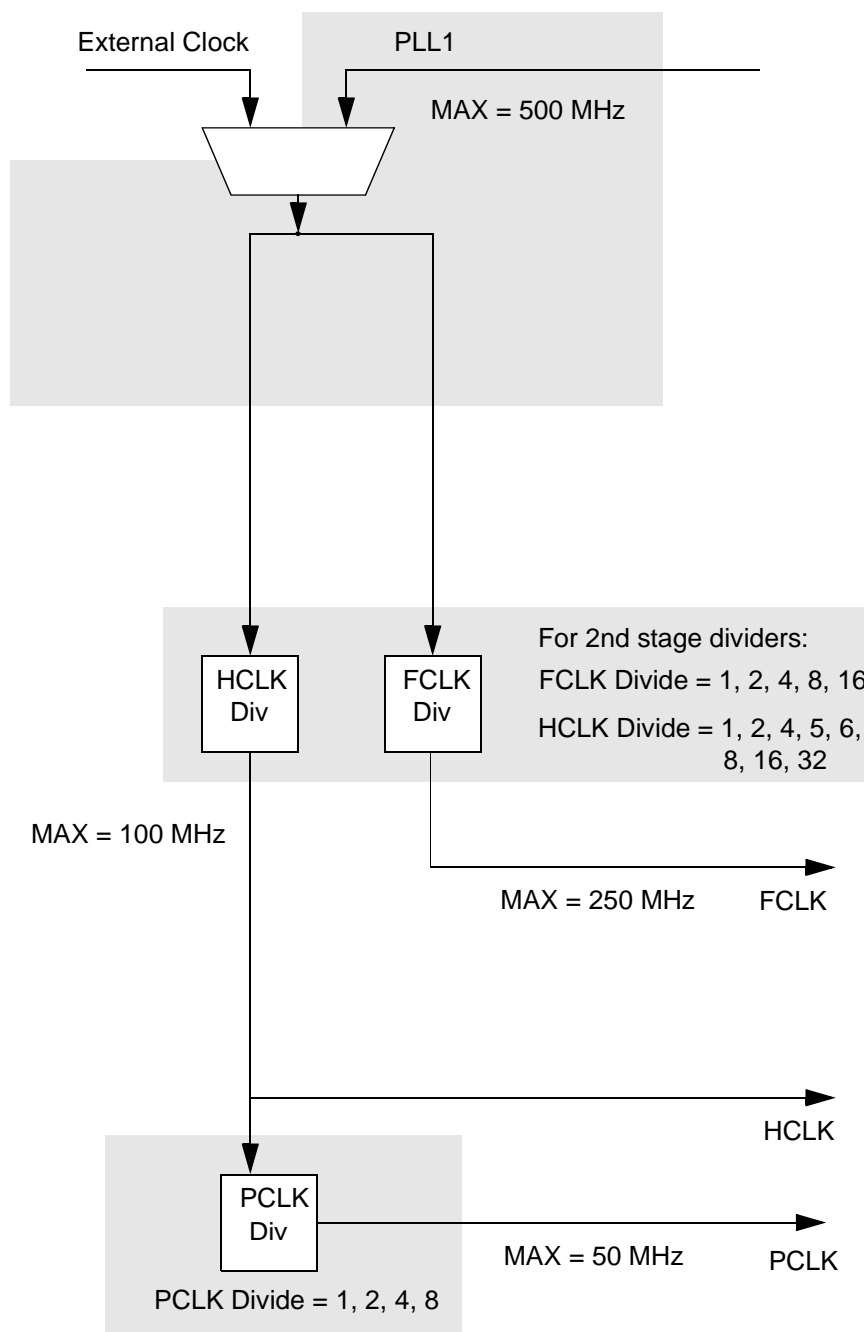 External Clock
PLL1
MAX = 500 MHz
For 2nd stage dividers:
HCLK
Div
FCLK
Div
FCLK Divide = 1, 2, 4, 8, 16
HCLK Divide = 1, 2, 4, 5, 6,
8, 16, 32
MAX = 100 MHz
MAX = 250 MHz
FCLK
HCLK
PCLK
Div
MAX = 50 MHz
PCLK
PCLK Divide = 1, 2, 4, 8